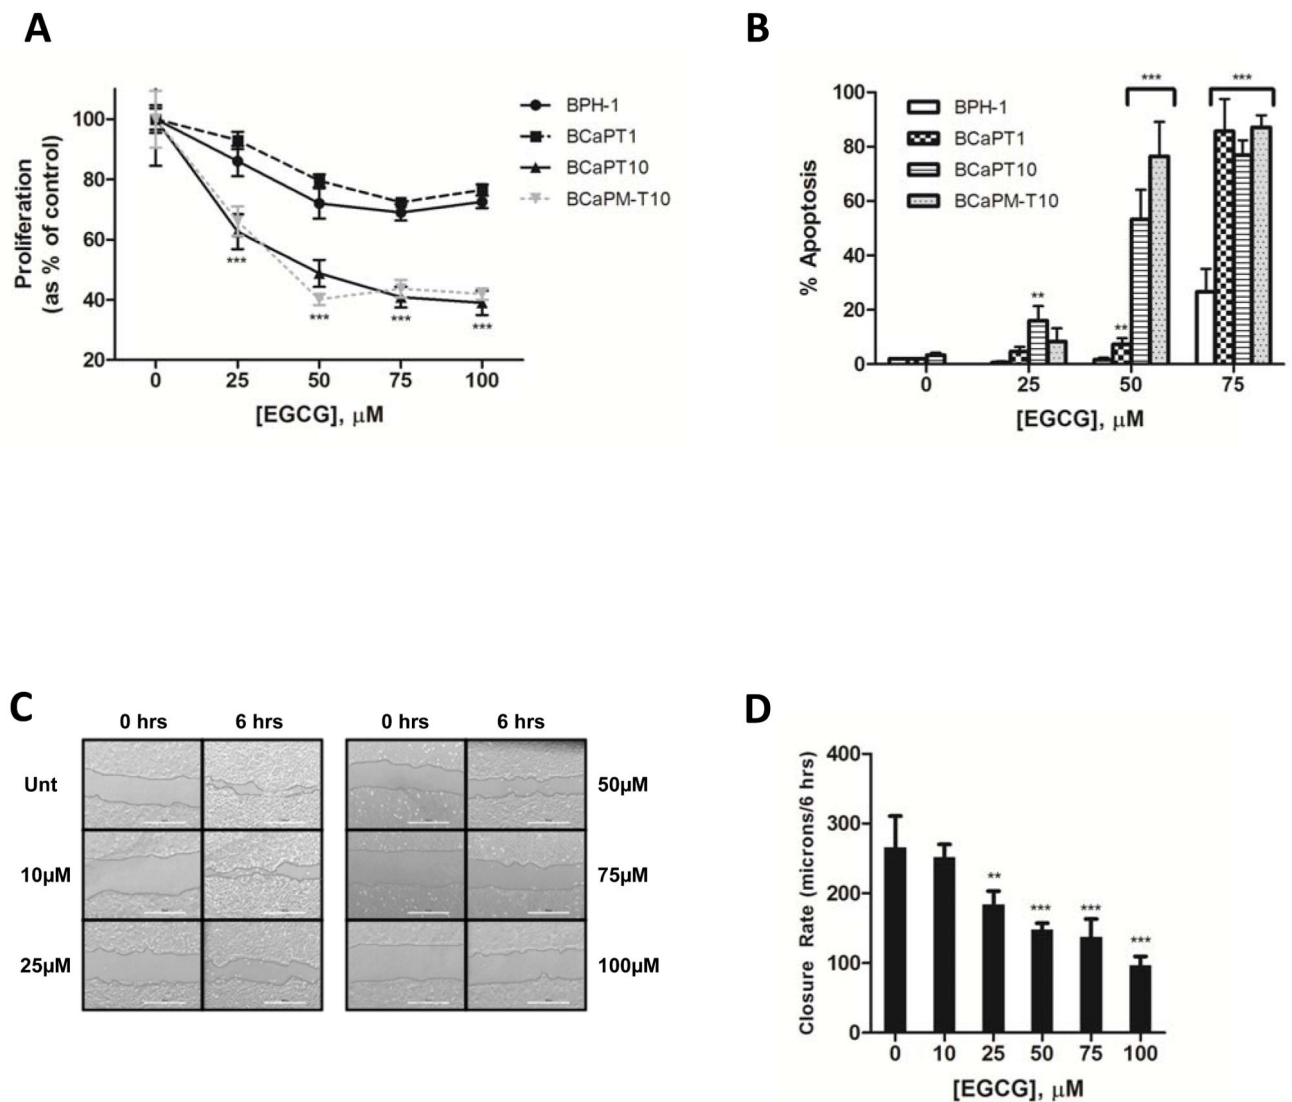 A
100
80
60
40
20
0 25 50 75 100
Proliferation
(as % of control)
[EGCG], μM
BPH-1
BCaPT1
BCaPT10
BCaPM-T10
***
***
***
***
B
100
80
60
40
20
0
0 25 50 75
% Apoptosis
[EGCG], μM
BPH-1
BCaPT1
BCaPT10
BCaPM-T10
**
**
***
***
C
0 hrs 6 hrs 0 hrs 6 hrs
Unt 50μM
10μM 75μM
25μM 100μM
D
400
300
200
100
0
0 10 25 50 75 100
Closure Rate (microns/6 hrs)
[EGCG], μM
**
***
***
***